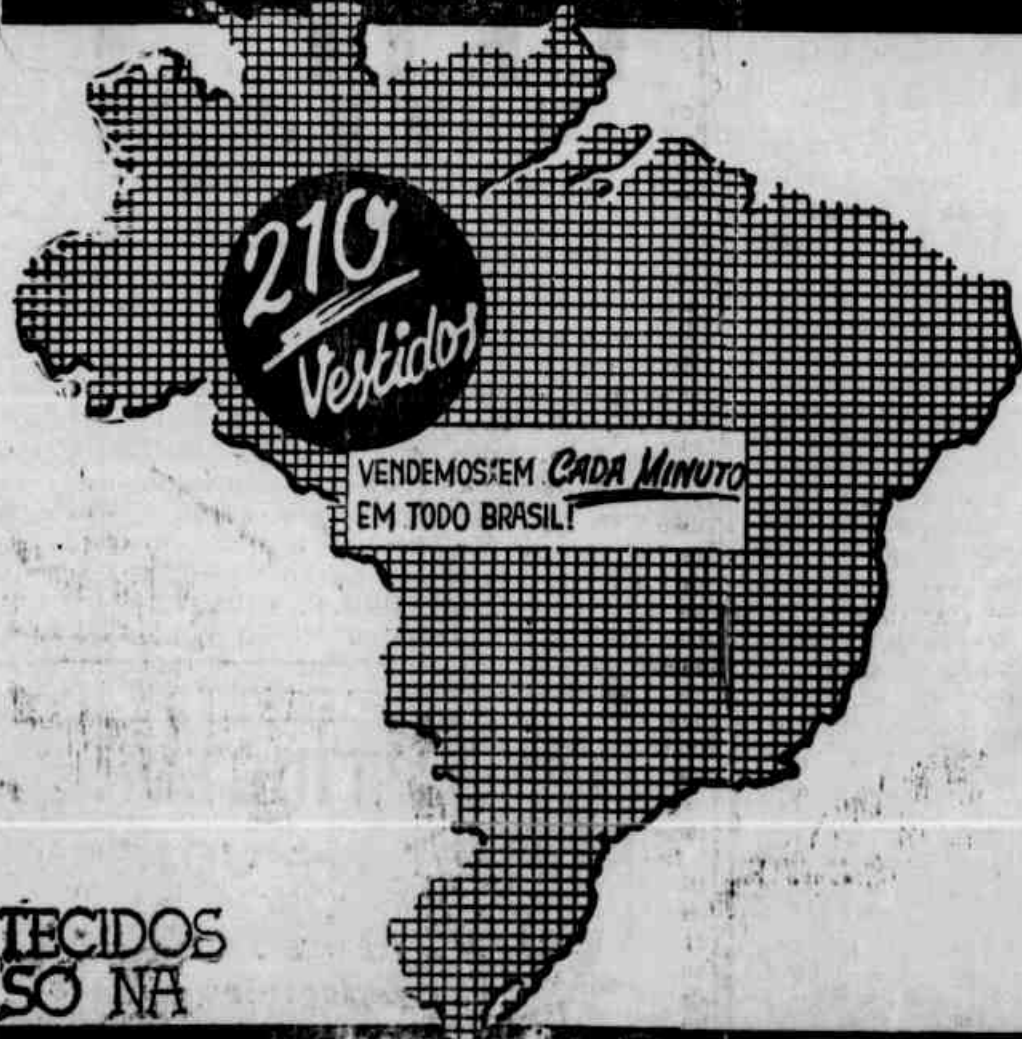 210
Vestidos
VENDEMOS EM CADA MINUTO
EM TODO BRASIL!
TECIDOS
SÓ NA